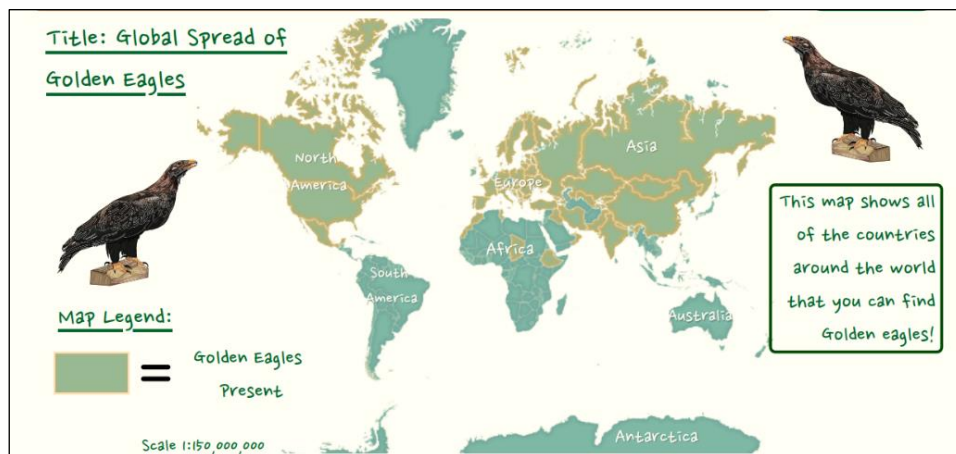 Title: Global Spread of
Golden Eagles
North
America
Europe
Asia
Africa
South
America
Australia
Antarctica
This map shows all
of the countries
around the world
that you can find
Golden eagles!
Map Legend:
=
Golden Eagles
Present
Scale 1:150,000,000